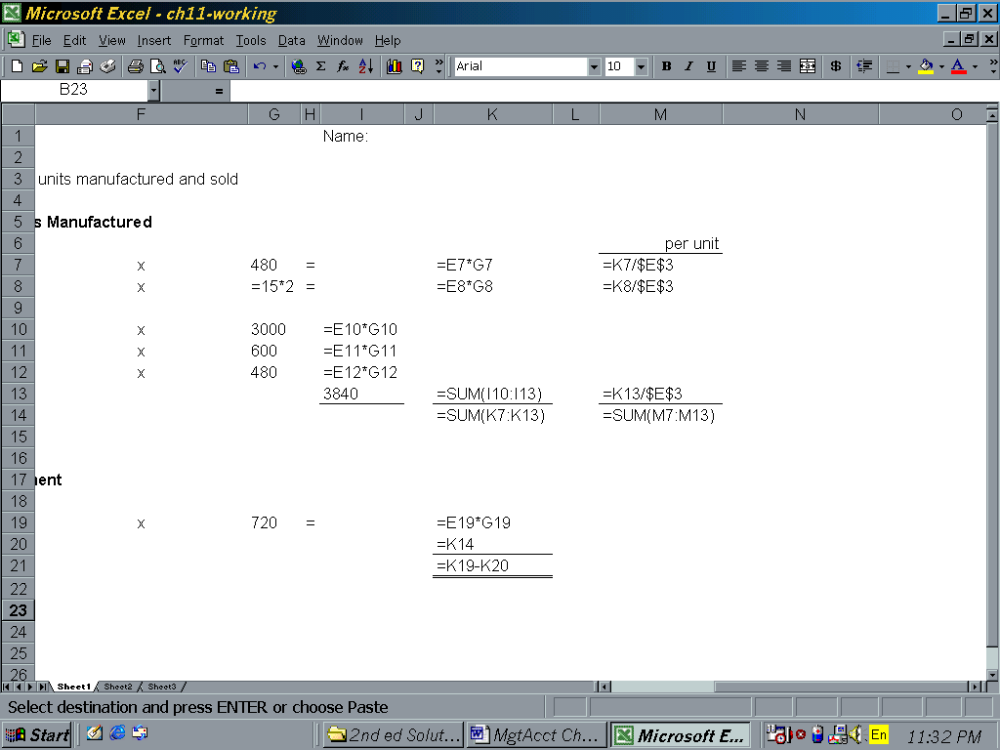 Microsoft Excel - ch11-working
File Edit View Insert Format Tools Data Window Help
Arial 10 B I U $ A
B23 =
F G H I J K L M N O
1 Name:
2
3 units manufactured and sold
4
5 s Manufactured
6 per unit
7 x 480 = =E7*G7 =K7/$E$3
8 x =15*2 = =E8*G8 =K8/$E$3
9
10 x 3000 =E10*G10
11 x 600 =E11*G11
12 x 480 =E12*G12
13 3840 =SUM(I10:I13) =K13/$E$3
14 =SUM(K7:K13) =SUM(M7:M13)
15
16
17 nent
18
19 x 720 = =E19*G19
20 =K14
21 =K19-K20
22
23
24
25
26
Sheet1 Sheet2 Sheet3
Select destination and press ENTER or choose Paste
Start 2nd ed Solut... MgtAcct Ch... Microsoft E... En 11:32 PM